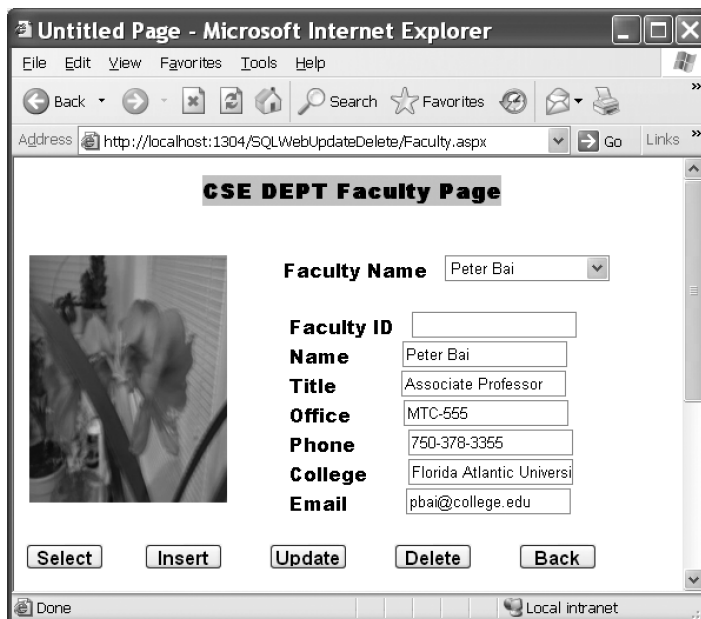 Untitled Page - Microsoft Internet Explorer
File Edit View Favorites Tools Help
Back Search Favorites »
Address http://localhost:1304/SQLWebUpdateDelete/Faculty.aspx Go Links »
CSE DEPT Faculty Page
Faculty Name Peter Bai
Faculty ID
Name Peter Bai
Title Associate Professor
Office MTC-555
Phone 750-378-3355
College Florida Atlantic Universi
Email pbai@college.edu
Select Insert Update Delete Back
Done Local intranet